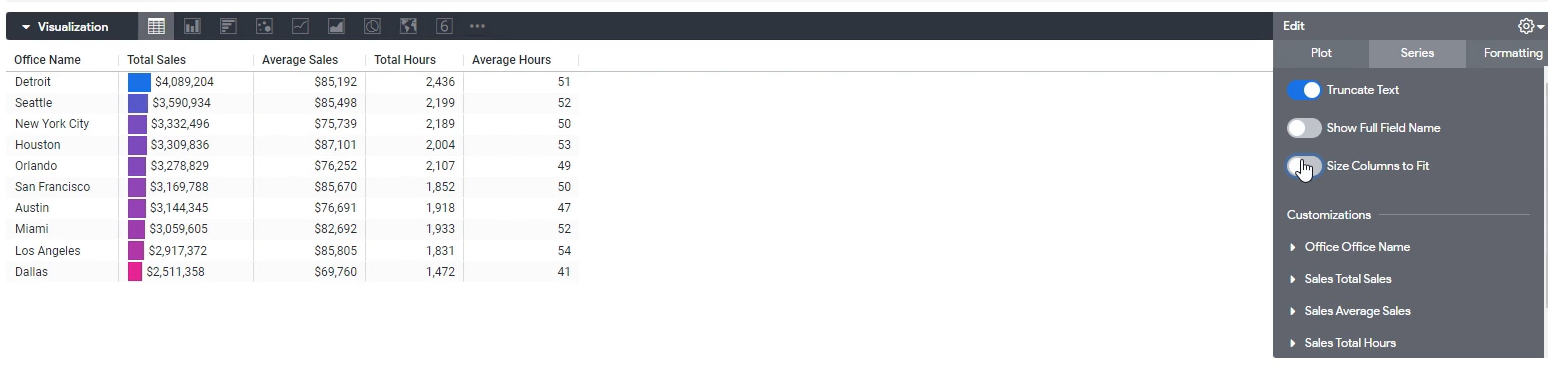 Visualization 6 ••• Edit
Plot Series Formatting
Office Name Total Sales Average Sales Total Hours Average Hours
Detroit $4,089,204 $85,192 2,436 51
Truncate Text
Seattle $3,590,934 $85,498 2,199 52
New York City $3,332,496 $75,739 2,189 50
Show Full Field Name
Houston $3,309,836 $87,101 2,004 53
Orlando $3,278,829 $76,252 2,107 49
Size Columns to Fit
San Francisco $3,169,788 $85,670 1,852 50
Austin $3,144,345 $76,691 1,918 47
Customizations
Miami $3,059,605 $82,692 1,933 52
Los Angeles $2,917,372 $85,805 1,831 54
Office Office Name
Dallas $2,511,358 $69,760 1,472 41
Sales Total Sales
Sales Average Sales
Sales Total Hours